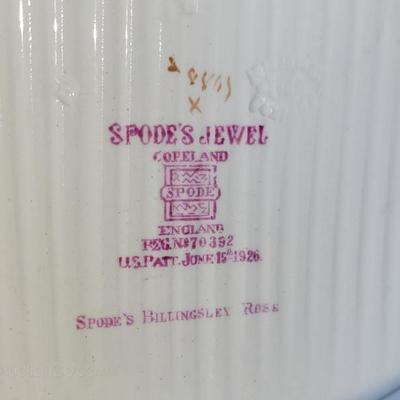 X
SPODE'S JEWEL
COPELAND
SPODE
ENGLAND
REG. Nº 70392
U.S. PATT. JUNE 15th 1926.
SPODE'S BILLINGSLEY ROSE